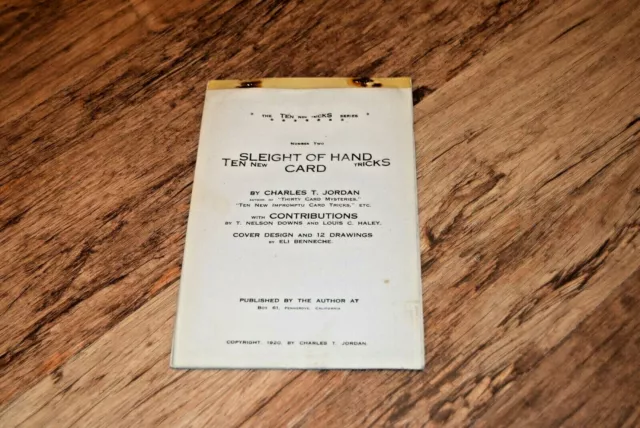 THE TEN NEW TRICKS SERIES
NUMBER TWO
SLEIGHT OF HAND
TEN NEW CARD TRICKS
BY CHARLES T. JORDAN
AUTHOR OF "THIRTY CARD MYSTERIES,"
"TEN NEW IMPROMPTU CARD TRICKS," ETC.
WITH CONTRIBUTIONS
BY T. NELSON DOWNS AND LOUIS C. HALEY.
COVER DESIGN AND 12 DRAWINGS
BY ELI BENNECHE.
PUBLISHED BY THE AUTHOR AT
BOX 61, PENNGROVE, CALIFORNIA
COPYRIGHT, 1920, BY CHARLES T. JORDAN.